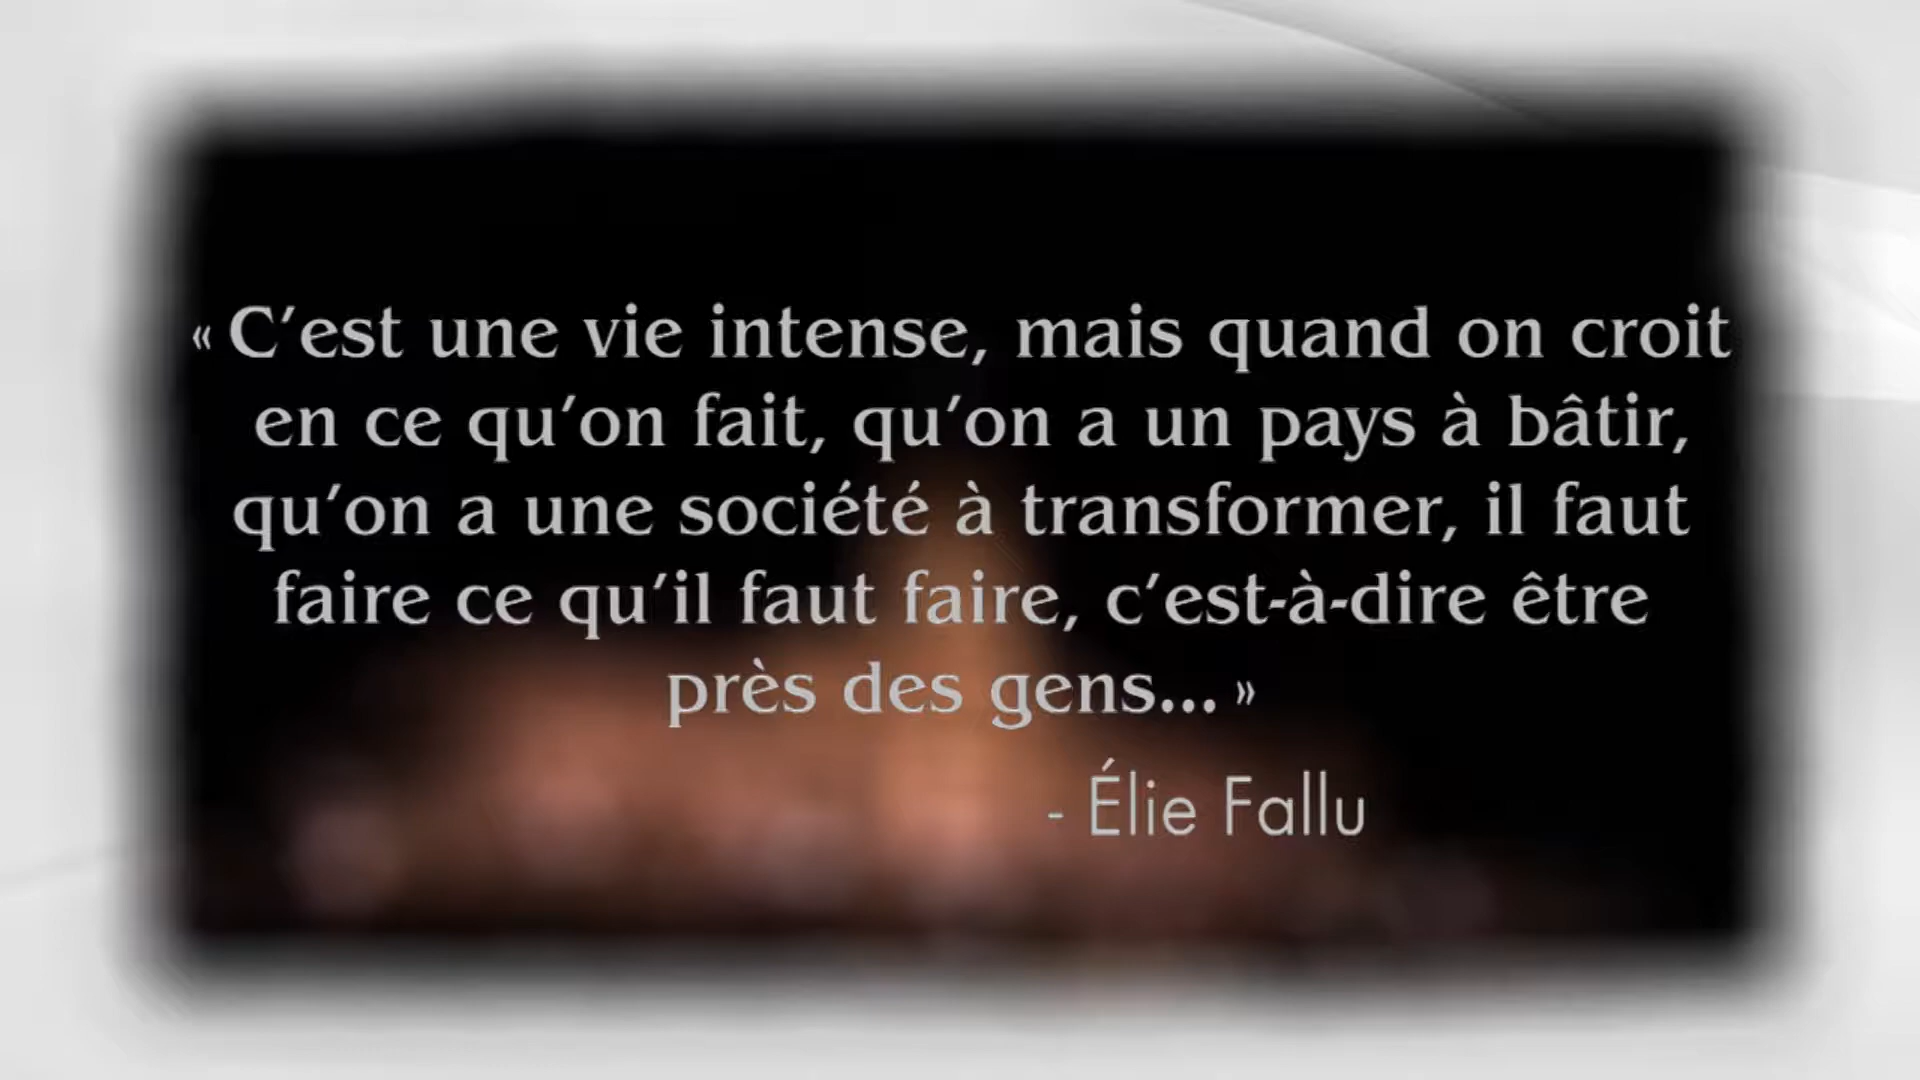 « C’est une vie intense, mais quand on croit
en ce qu’on fait, qu’on a un pays à bâtir,
qu’on a une société à transformer, il faut
faire ce qu’il faut faire, c’est-à-dire être
près des gens... »
- Élie Fallu